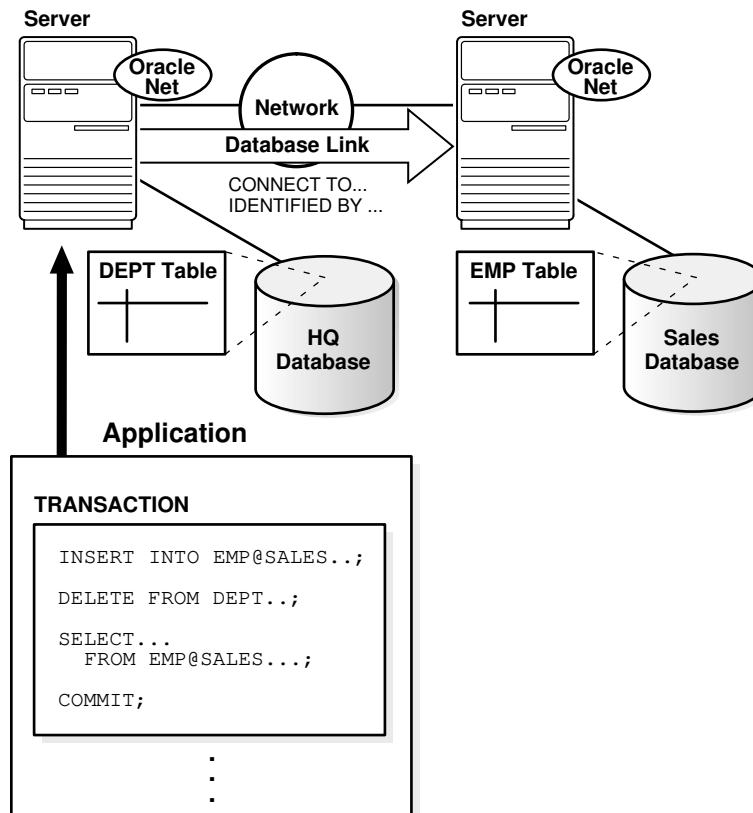 Server
Server
Oracle
Net
Oracle
Net
Network
Database Link
CONNECT TO...
IDENTIFIED BY ...
DEPT Table
EMP Table
HQ
Database
Sales
Database
Application
TRANSACTION
INSERT INTO EMP@SALES..;
DELETE FROM DEPT..;
SELECT...
FROM EMP@SALES...;
COMMIT;
.
.
.